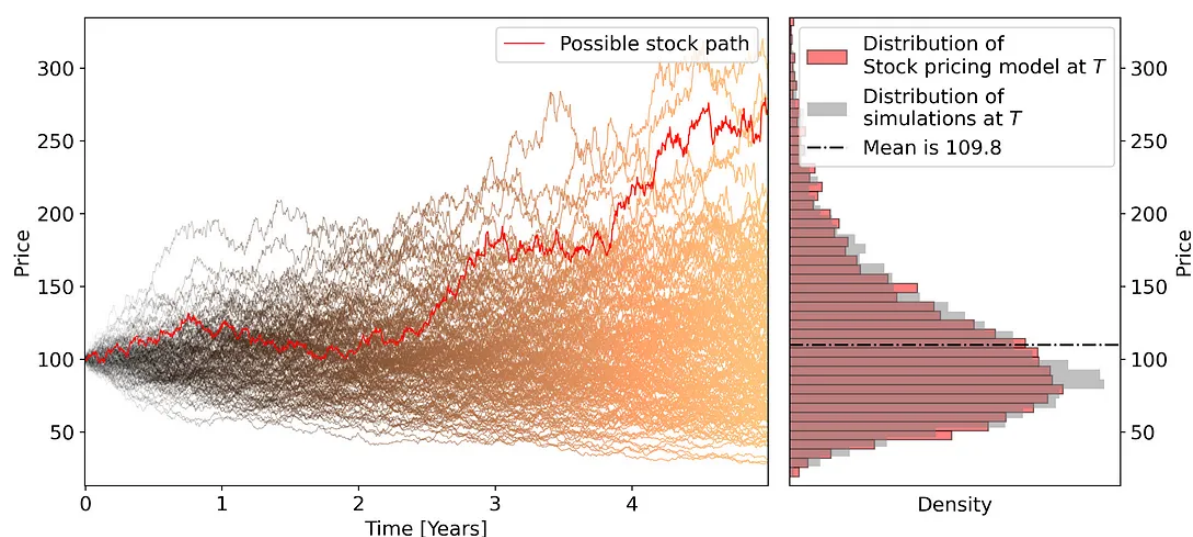 Possible stock path
Price
300
250
200
150
100
50
0
1
2
3
4
Time [Years]
Distribution of
Stock pricing model at T
Distribution of
simulations at T
Mean is 109.8
300
250
200
150
100
50
Price
Density